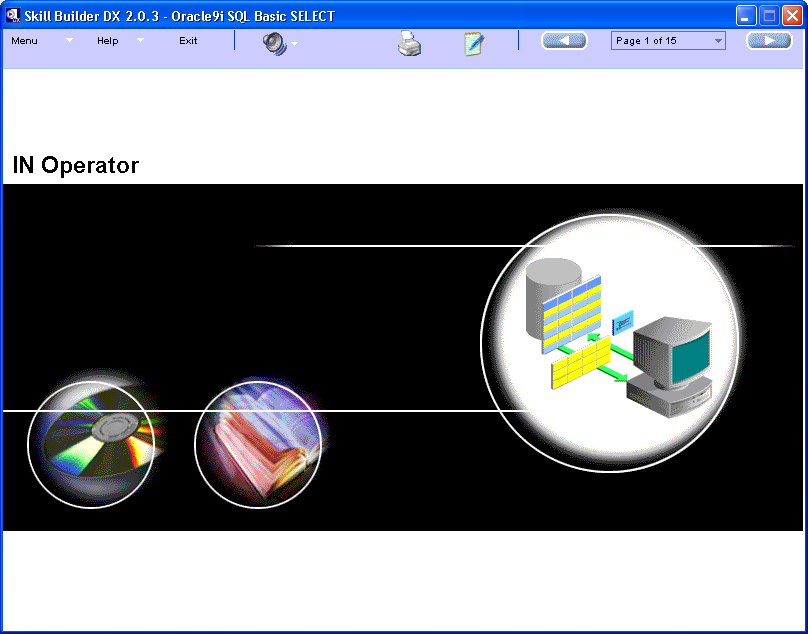 Skill Builder DX 2.0.3 - Oracle9i SQL Basic SELECT
Menu Help Exit Page 1 of 15
IN Operator